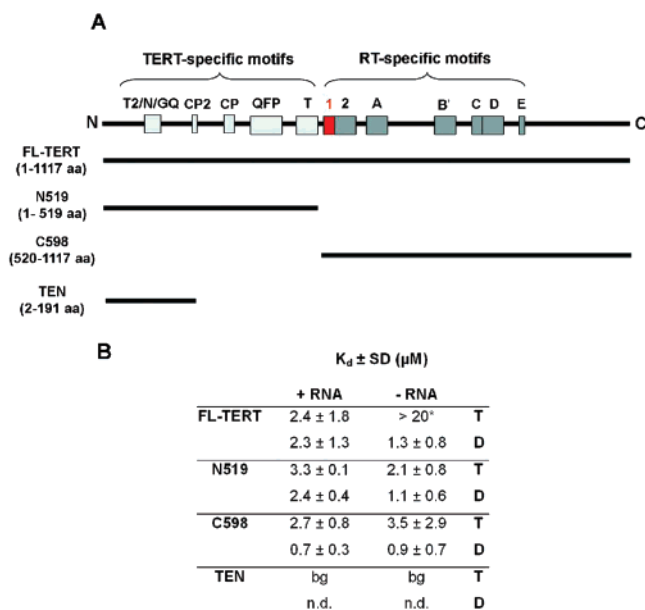 A
TERT-specific motifs RT-specific motifs
T2/N/GQ CP2 CP QFP T 1 2 A B' C D E
N C
FL-TERT
(1-1117 aa)
N519
(1- 519 aa)
C598
(520-1117 aa)
TEN
(2-191 aa)
B
Kd ± SD (µM)
+ RNA - RNA
FL-TERT 2.4 ± 1.8 > 20* T
2.3 ± 1.3 1.3 ± 0.8 D
N519 3.3 ± 0.1 2.1 ± 0.8 T
2.4 ± 0.4 1.1 ± 0.6 D
C598 2.7 ± 0.8 3.5 ± 2.9 T
0.7 ± 0.3 0.9 ± 0.7 D
TEN bg bg T
n.d. n.d. D